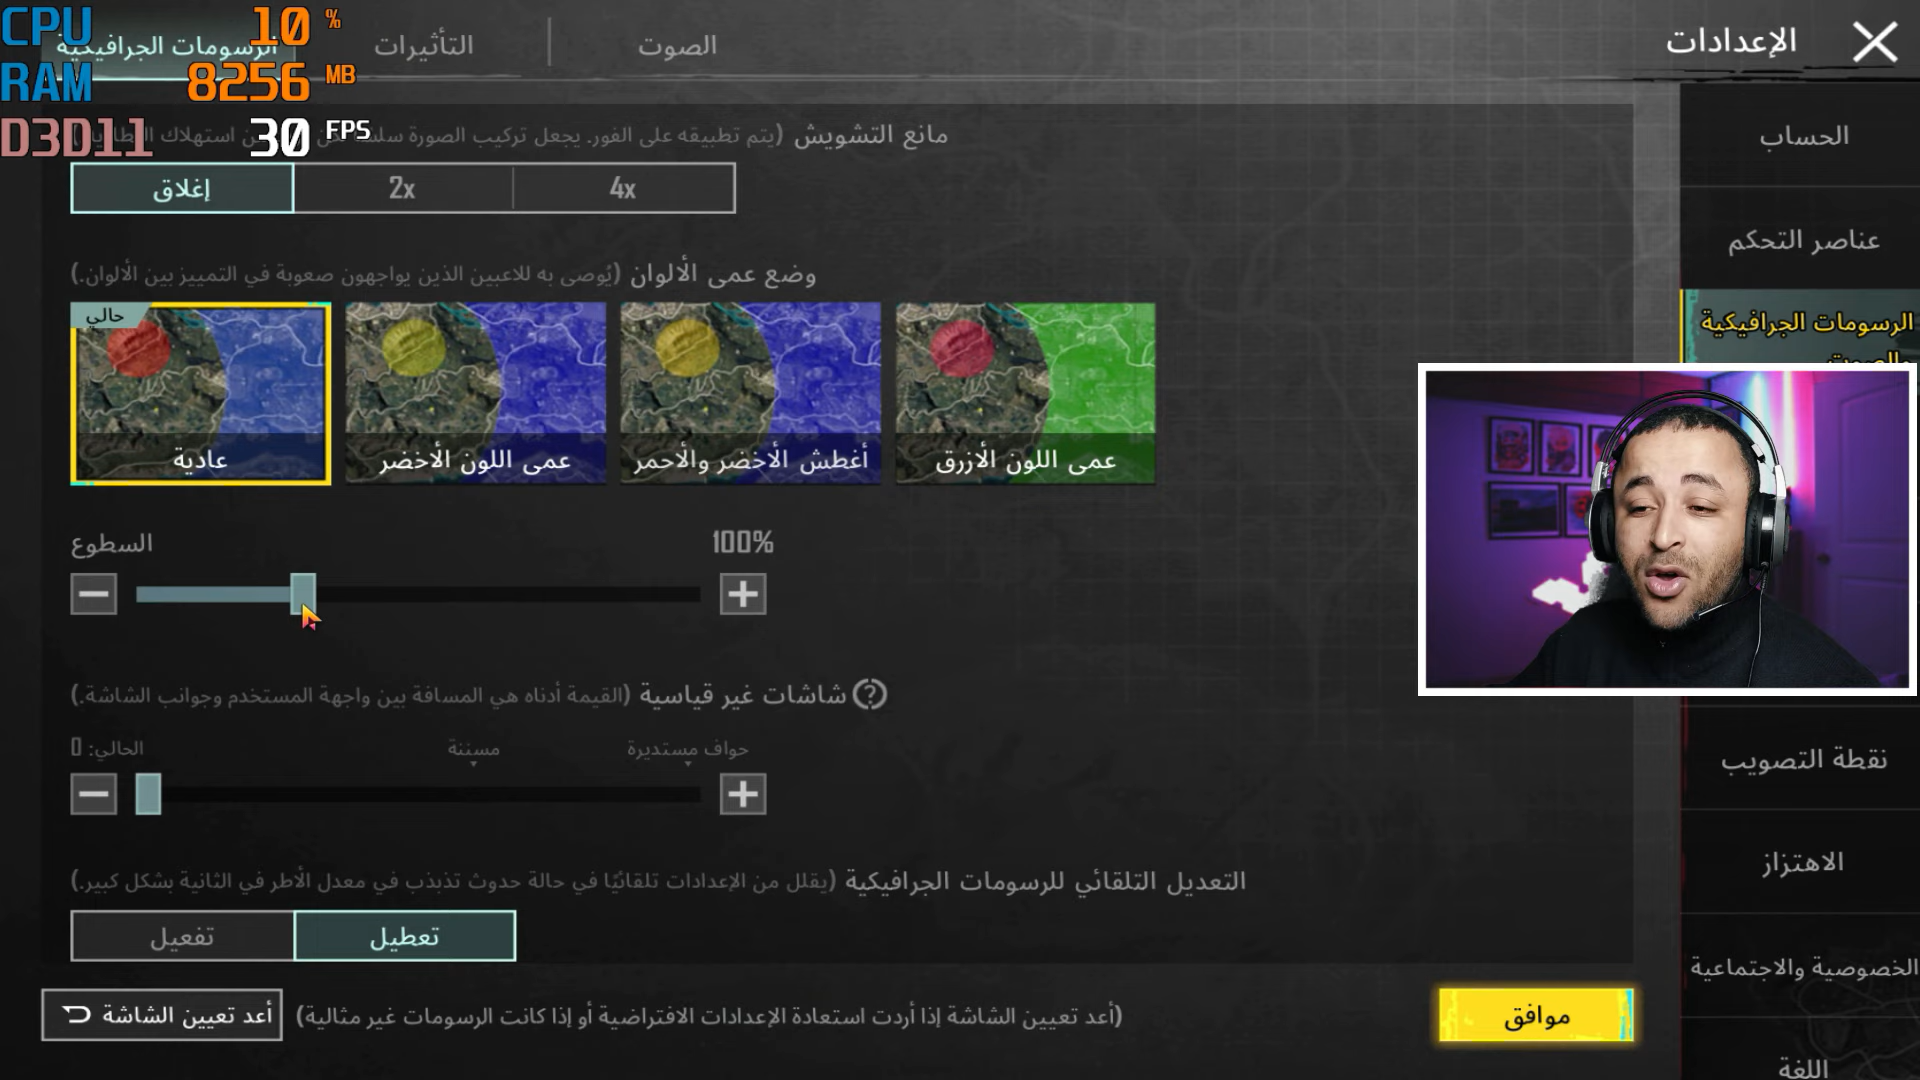 CPU 10 %
RAM 8256 MB
D3D11 30 FPS
الرسومات الجرافيكية
التأثيرات
الصوت
الإعدادات
مانع التشويش (يتم تطبيقه على الفور. يجعل تركيب الصورة استهلاك
إغلاق
2x
4x
وضع عمى الألوان (يُوصى به للاعبين الذين يواجهون صعوبة في التمييز بين الألوان.)
حالي
عادية
عمى اللون الأخضر
أغطش الأخضر والأحمر
عمى اللون الأزرق
السطوع
100%
شاشات غير قياسية (القيمة أدناه هي المسافة بين واجهة المستخدم وجوانب الشاشة.)
الحالي: 0
مسننة
حواف مستديرة
التعديل التلقائي للرسومات الجرافيكية (يقلل من الإعدادات تلقائيًا في حالة حدوث تذبذب في معدل الأطر في الثانية بشكل كبير.)
تفعيل
تعطيل
أعد تعيين الشاشة
(أعد تعيين الشاشة إذا أردت استعادة الإعدادات الافتراضية أو إذا كانت الرسومات غير مثالية)
موافق
الحساب
عناصر التحكم
الرسومات الجرافيكية
والصوت
نقطة التصويب
الاهتزاز
الخصوصية والاجتماعية
اللغة